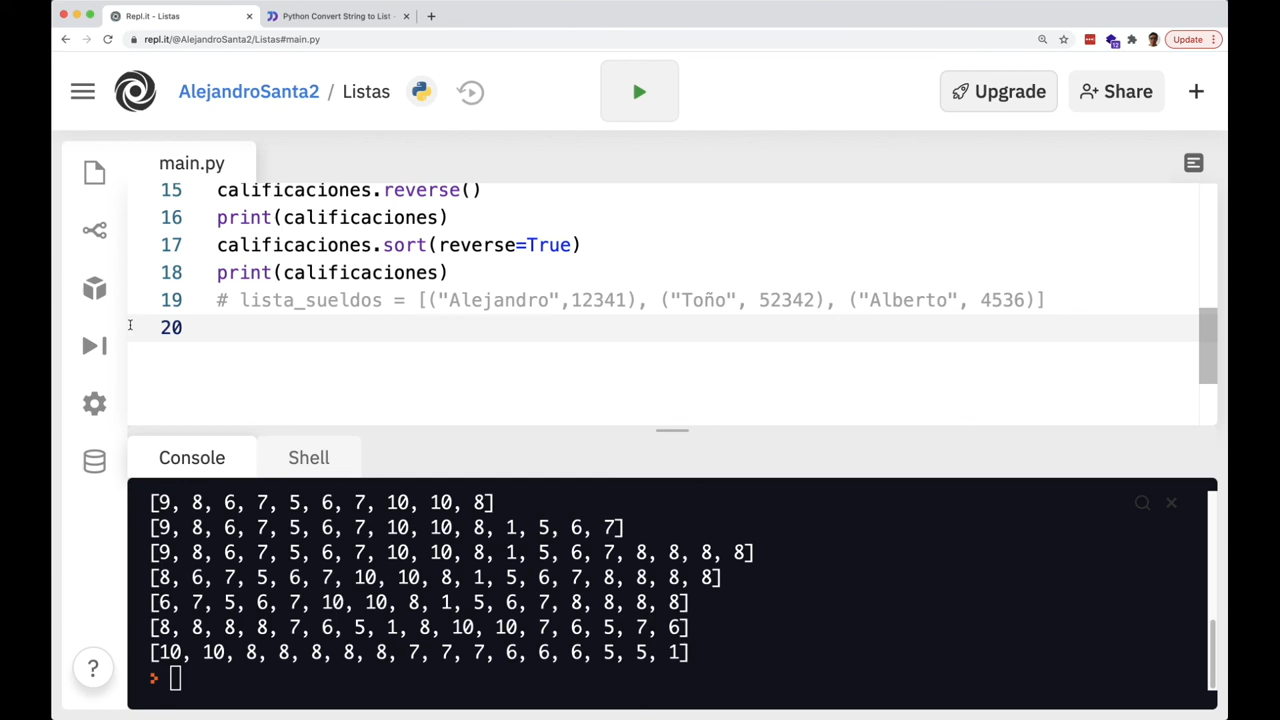 Repl.it - Listas
Python Convert String to List -
repl.it/@AlejandroSanta2/Listas#main.py
12
Update
AlejandroSanta2 / Listas
Upgrade
Share
main.py
15 calificaciones.reverse()
16 print(calificaciones)
17 calificaciones.sort(reverse=True)
18 print(calificaciones)
19 # lista_sueldos = [("Alejandro",12341), ("Toño", 52342), ("Alberto", 4536)]
20
Console
Shell
[9, 8, 6, 7, 5, 6, 7, 10, 10, 8]
[9, 8, 6, 7, 5, 6, 7, 10, 10, 8, 1, 5, 6, 7]
[9, 8, 6, 7, 5, 6, 7, 10, 10, 8, 1, 5, 6, 7, 8, 8, 8, 8]
[8, 6, 7, 5, 6, 7, 10, 10, 8, 1, 5, 6, 7, 8, 8, 8, 8]
[6, 7, 5, 6, 7, 10, 10, 8, 1, 5, 6, 7, 8, 8, 8, 8]
[8, 8, 8, 8, 7, 6, 5, 1, 8, 10, 10, 7, 6, 5, 7, 6]
[10, 10, 8, 8, 8, 8, 8, 7, 7, 7, 6, 6, 6, 5, 5, 1]
?